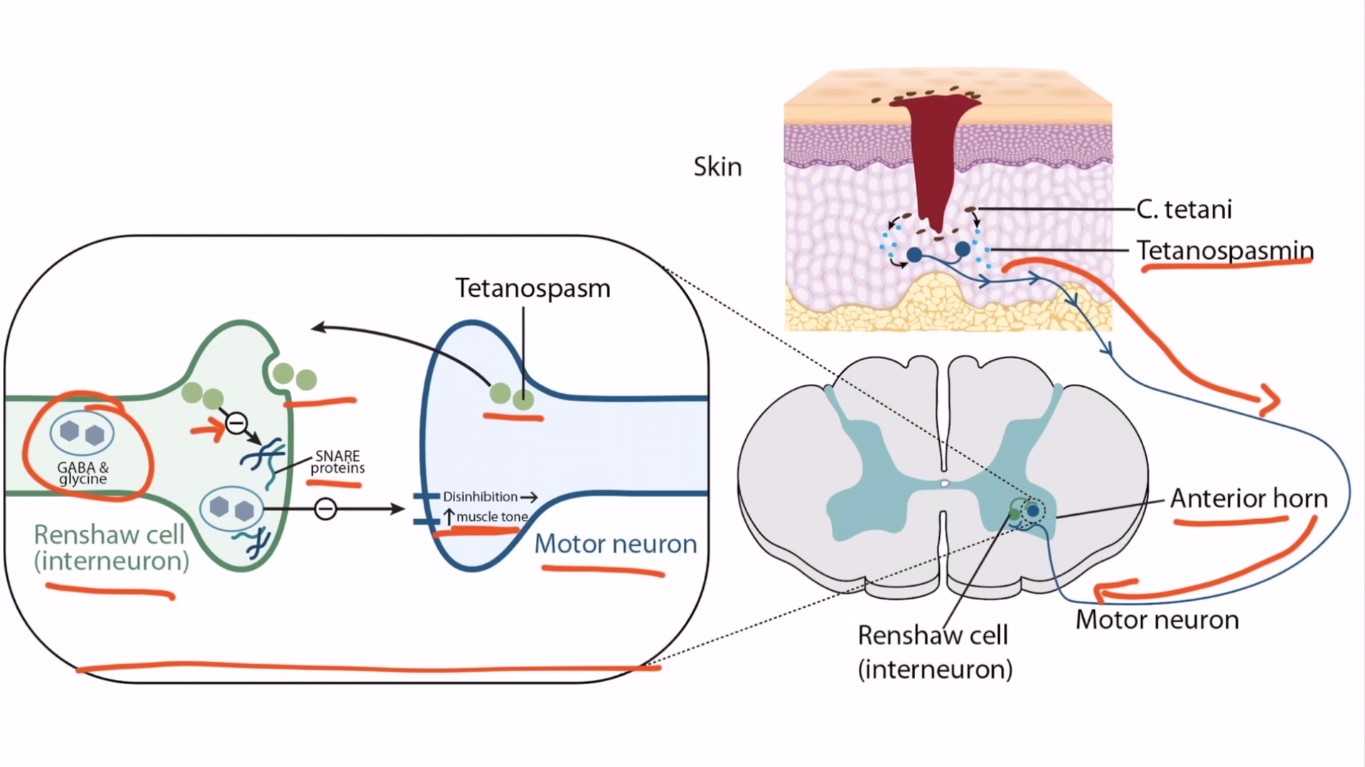 Skin
C. tetani
Tetanospasmin
Tetanospasm
SNARE
proteins
GABA &
glycine
Disinhibition→
↑muscle tone
Renshaw cell
(interneuron)
Motor neuron
Anterior horn
Motor neuron
Renshaw cell
(interneuron)